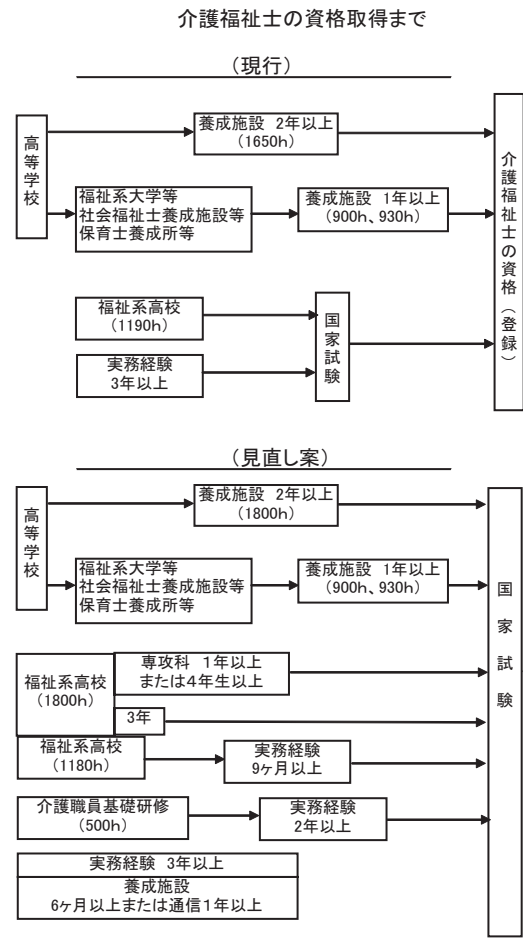 介護福祉士の資格取得まで
(現行)
高等学校
養成施設 2年以上
(1650h)
福祉系大学等
社会福祉士養成施設等
保育士養成所等
養成施設 1年以上
(900h、930h)
福祉系高校
(1190h)
実務経験
3年以上
国家試験
介護福祉士の資格(登録)
(見直し案)
高等学校
養成施設 2年以上
(1800h)
福祉系大学等
社会福祉士養成施設等
保育士養成所等
養成施設 1年以上
(900h、930h)
福祉系高校
(1800h)
専攻科 1年以上
または4年生以上
3年
福祉系高校
(1180h)
実務経験
9ヶ月以上
介護職員基礎研修
(500h)
実務経験
2年以上
実務経験 3年以上
養成施設
6ヶ月以上または通信1年以上
国家試験